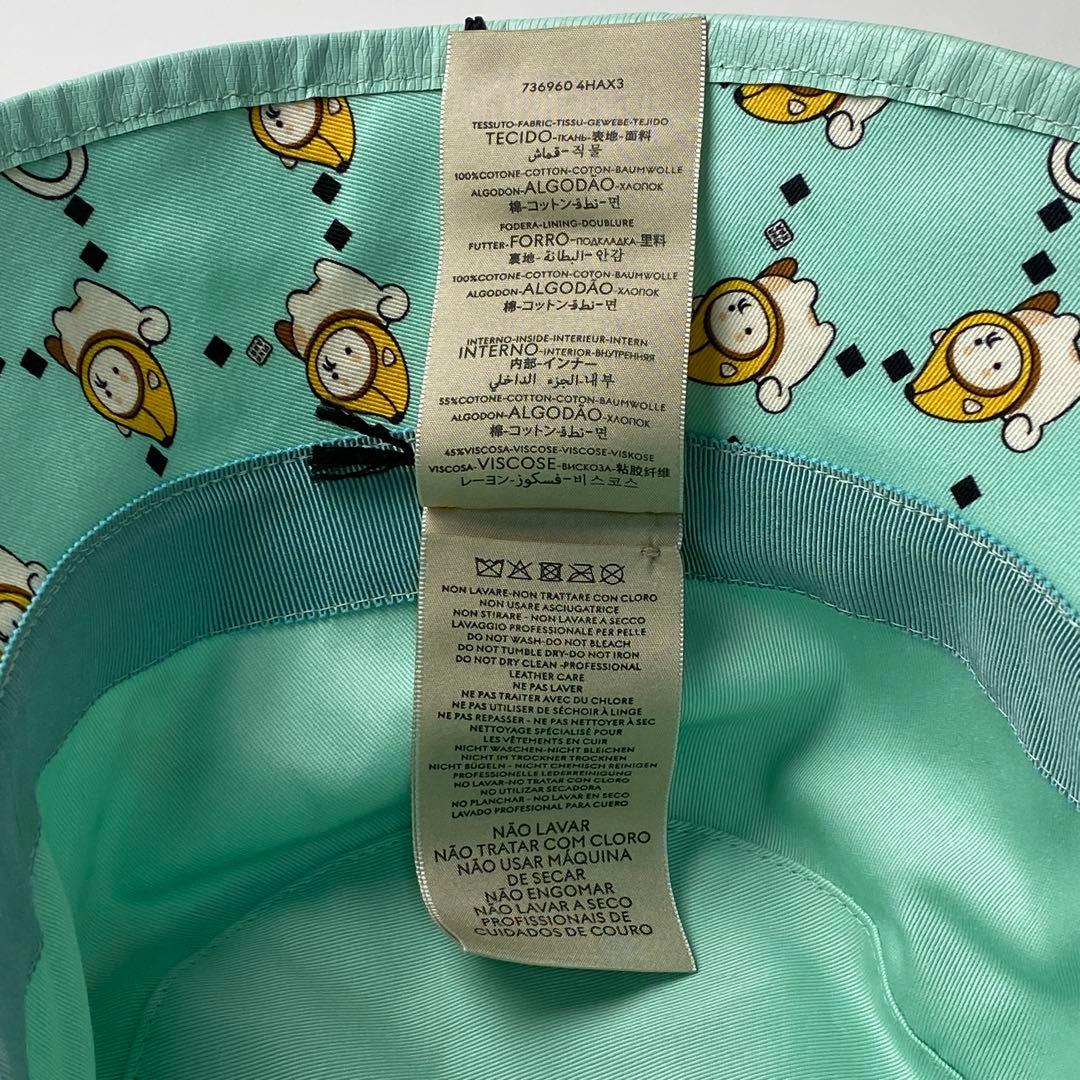 736960 4HAX3
TESSUTO-FABRIC-TISSU-GEWEBE-TEJIDO
TECIDO-ТКАНЬ-表地-面料
قماش-직물
100%COTONE-COTTON-COTON-BAUMWOLLE
ALGODON-ALGODÃO-ХЛОПОК
棉-コットン-نطقة-면
FODERA-LINING-DOUBLURE
FUTTER-FORRO-ПОДКЛАДКА-里料
裏地-البطانة-안감
100%COTONE-COTTON-COTON-BAUMWOLLE
ALGODON-ALGODÃO-ХЛОПОК
棉-コットン-نطقة-면
INTERNO-INSIDE-INTERIEUR-INTERN
INTERNO-INTERIOR-ВНУТРЕННЯЯ
内部-インナー
내부-الجزء الداخلي
55%COTONE-COTTON-COTON-BAUMWOLLE
ALGODON-ALGODÃO-ХЛОПОК
棉-コットン-نطقة-면
45%VISCOSA-VISCOSE-VISCOSE-VISKOSE
VISCOSA-VISCOSE-ВИСКОЗА-粘胶纤维
レーヨン-فسكوز-비스코스
NON LAVARE-NON TRATTARE CON CLORO
NON USARE ASCIUGATRICE
NON STIRARE - NON LAVARE A SECCO
LAVAGGIO PROFESSIONALE PER PELLE
DO NOT WASH-DO NOT BLEACH
DO NOT TUMBLE DRY-DO NOT IRON
DO NOT DRY CLEAN -PROFESSIONAL
LEATHER CARE
NE PAS LAVER
NE PAS TRAITER AVEC DU CHLORE
NE PAS UTILISER DE SÉCHOIR À LINGE
NE PAS REPASSER - NE PAS NETTOYER À SEC
NETTOYAGE SPÉCIALISÉ POUR
LES VÊTEMENTS EN CUIR
NICHT WASCHEN-NICHT BLEICHEN
NICHT IM TROCKNER TROCKNEN
NICHT BÜGELN - NICHT CHEMISCH REINIGEN
PROFESSIONELLE LEDERREINIGUNG
NO LAVAR-NO TRATAR CON CLORO
NO UTILIZAR SECADORA
NO PLANCHAR - NO LAVAR EN SECO
LAVADO PROFESIONAL PARA CUERO
NÃO LAVAR
NÃO TRATAR COM CLORO
NÃO USAR MÁQUINA
DE SECAR
NÃO ENGOMAR
NÃO LAVAR A SECO
PROFISSIONAIS DE
CUIDADOS DE COURO